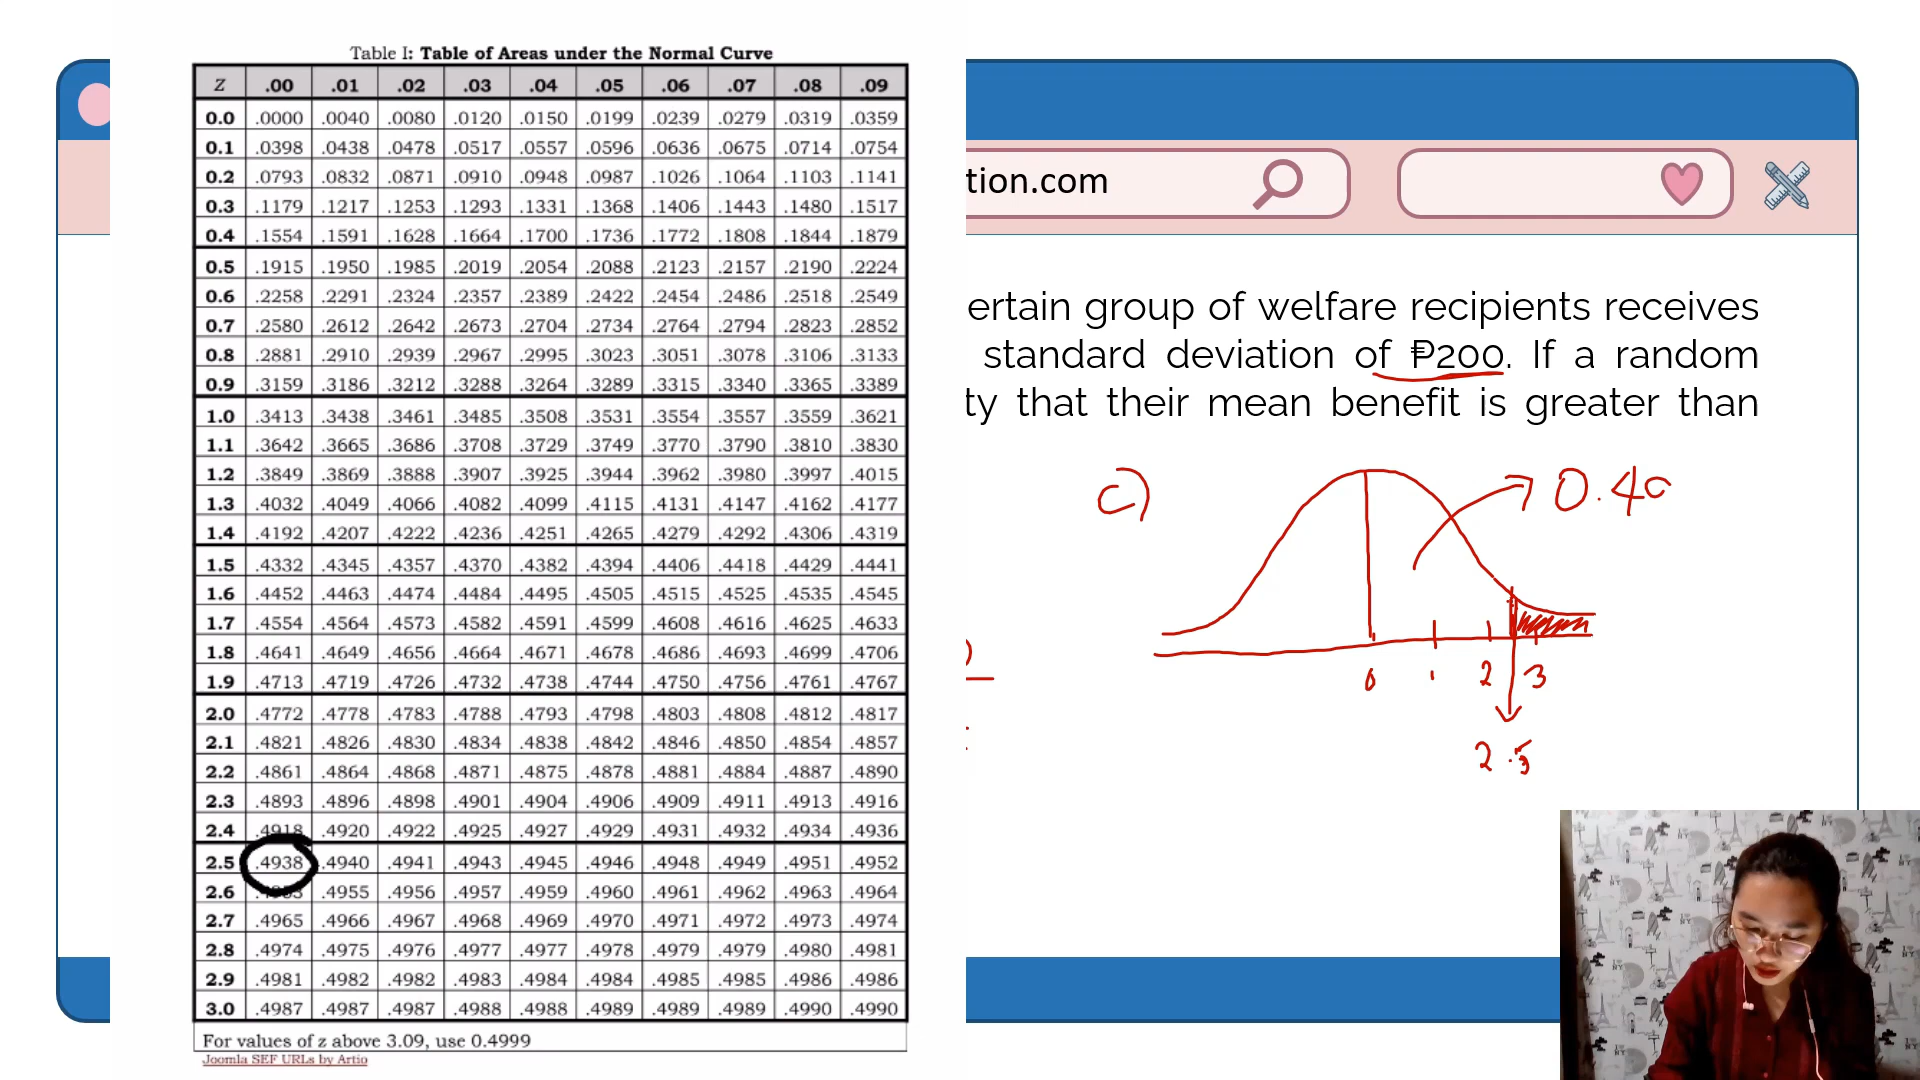 Table I: Table of Areas under the Normal Curve
Z .00 .01 .02 .03 .04 .05 .06 .07 .08 .09
0.0 .0000 .0040 .0080 .0120 .0150 .0199 .0239 .0279 .0319 .0359
0.1 .0398 .0438 .0478 .0517 .0557 .0596 .0636 .0675 .0714 .0754
0.2 .0793 .0832 .0871 .0910 .0948 .0987 .1026 .1064 .1103 .1141
0.3 .1179 .1217 .1253 .1293 .1331 .1368 .1406 .1443 .1480 .1517
0.4 .1554 .1591 .1628 .1664 .1700 .1736 .1772 .1808 .1844 .1879
0.5 .1915 .1950 .1985 .2019 .2054 .2088 .2123 .2157 .2190 .2224
0.6 .2258 .2291 .2324 .2357 .2389 .2422 .2454 .2486 .2518 .2549
0.7 .2580 .2612 .2642 .2673 .2704 .2734 .2764 .2794 .2823 .2852
0.8 .2881 .2910 .2939 .2967 .2995 .3023 .3051 .3078 .3106 .3133
0.9 .3159 .3186 .3212 .3288 .3264 .3289 .3315 .3340 .3365 .3389
1.0 .3413 .3438 .3461 .3485 .3508 .3531 .3554 .3557 .3559 .3621
1.1 .3642 .3665 .3686 .3708 .3729 .3749 .3770 .3790 .3810 .3830
1.2 .3849 .3869 .3888 .3907 .3925 .3944 .3962 .3980 .3997 .4015
1.3 .4032 .4049 .4066 .4082 .4099 .4115 .4131 .4147 .4162 .4177
1.4 .4192 .4207 .4222 .4236 .4251 .4265 .4279 .4292 .4306 .4319
1.5 .4332 .4345 .4357 .4370 .4382 .4394 .4406 .4418 .4429 .4441
1.6 .4452 .4463 .4474 .4484 .4495 .4505 .4515 .4525 .4535 .4545
1.7 .4554 .4564 .4573 .4582 .4591 .4599 .4608 .4616 .4625 .4633
1.8 .4641 .4649 .4656 .4664 .4671 .4678 .4686 .4693 .4699 .4706
1.9 .4713 .4719 .4726 .4732 .4738 .4744 .4750 .4756 .4761 .4767
2.0 .4772 .4778 .4783 .4788 .4793 .4798 .4803 .4808 .4812 .4817
2.1 .4821 .4826 .4830 .4834 .4838 .4842 .4846 .4850 .4854 .4857
2.2 .4861 .4864 .4868 .4871 .4875 .4878 .4881 .4884 .4887 .4890
2.3 .4893 .4896 .4898 .4901 .4904 .4906 .4909 .4911 .4913 .4916
2.4 .4918 .4920 .4922 .4925 .4927 .4929 .4931 .4932 .4934 .4936
2.5 .4938 .4940 .4941 .4943 .4945 .4946 .4948 .4949 .4951 .4952
2.6 .4955 .4956 .4957 .4959 .4960 .4961 .4962 .4963 .4964
2.7 .4965 .4966 .4967 .4968 .4969 .4970 .4971 .4972 .4973 .4974
2.8 .4974 .4975 .4976 .4977 .4977 .4978 .4979 .4979 .4980 .4981
2.9 .4981 .4982 .4982 .4983 .4984 .4984 .4985 .4985 .4986 .4986
3.0 .4987 .4987 .4987 .4988 .4988 .4989 .4989 .4989 .4990 .4990
For values of z above 3.09, use 0.4999
Joomla SEF URLs by Artio
tion.com
ertain group of welfare recipients receives
standard deviation of ₱200. If a random
ty that their mean benefit is greater than
c)
0.4
0 1 2 3
2.5